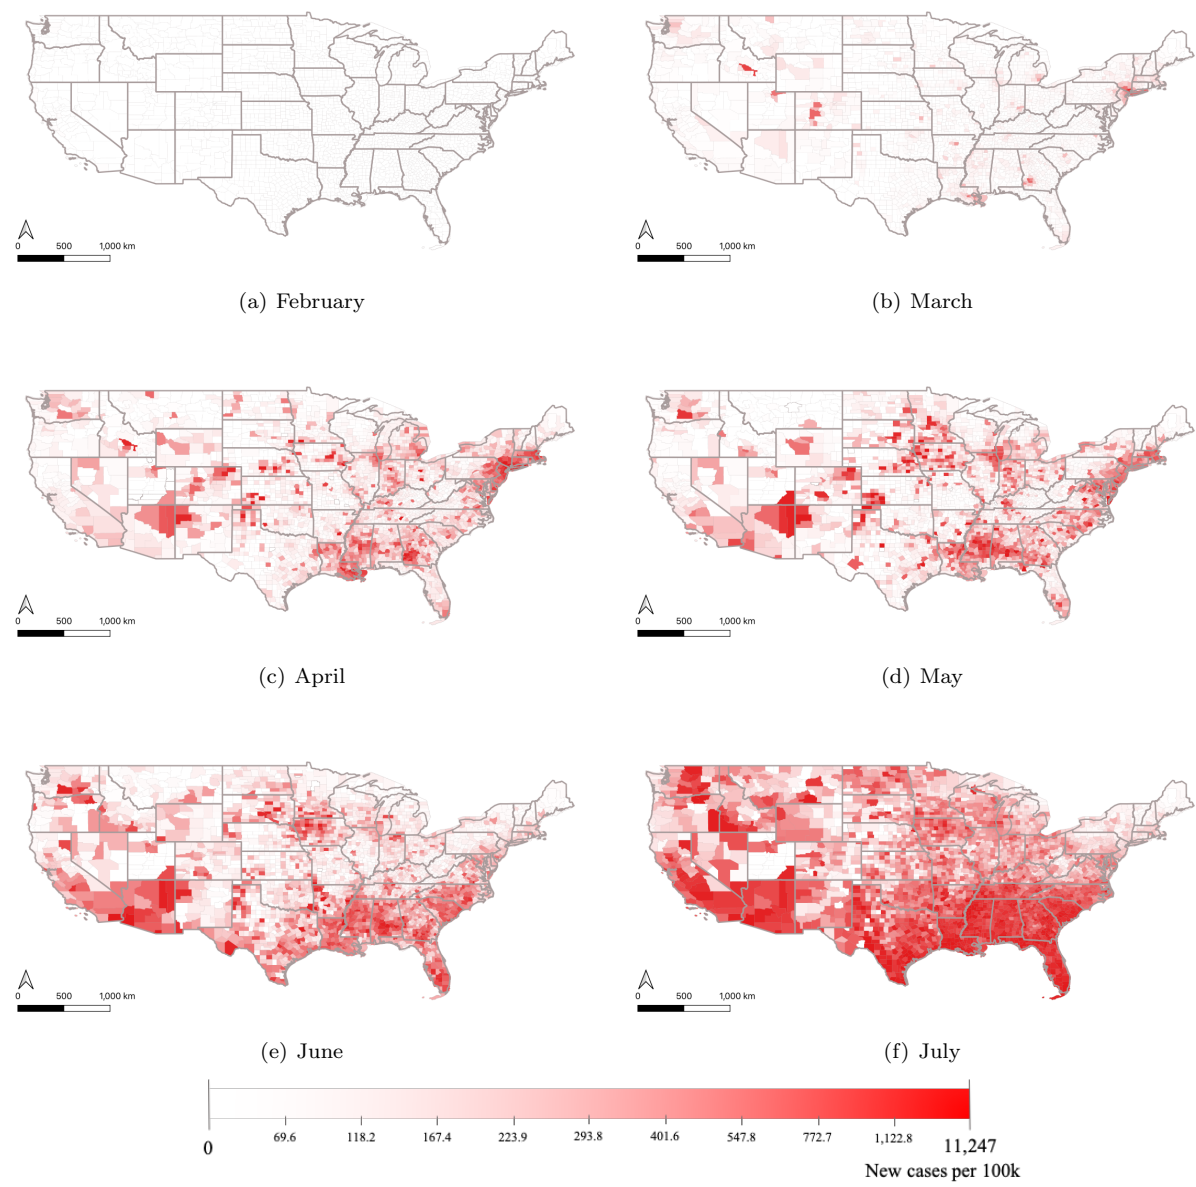 0 500 1,000 km
0 500 1,000 km
(a) February
(b) March
0 500 1,000 km
0 500 1,000 km
(c) April
(d) May
0 500 1,000 km
0 500 1,000 km
(e) June
(f) July
0 69.6 118.2 167.4 223.9 293.8 401.6 547.8 772.7 1,122.8 11,247
New cases per 100k